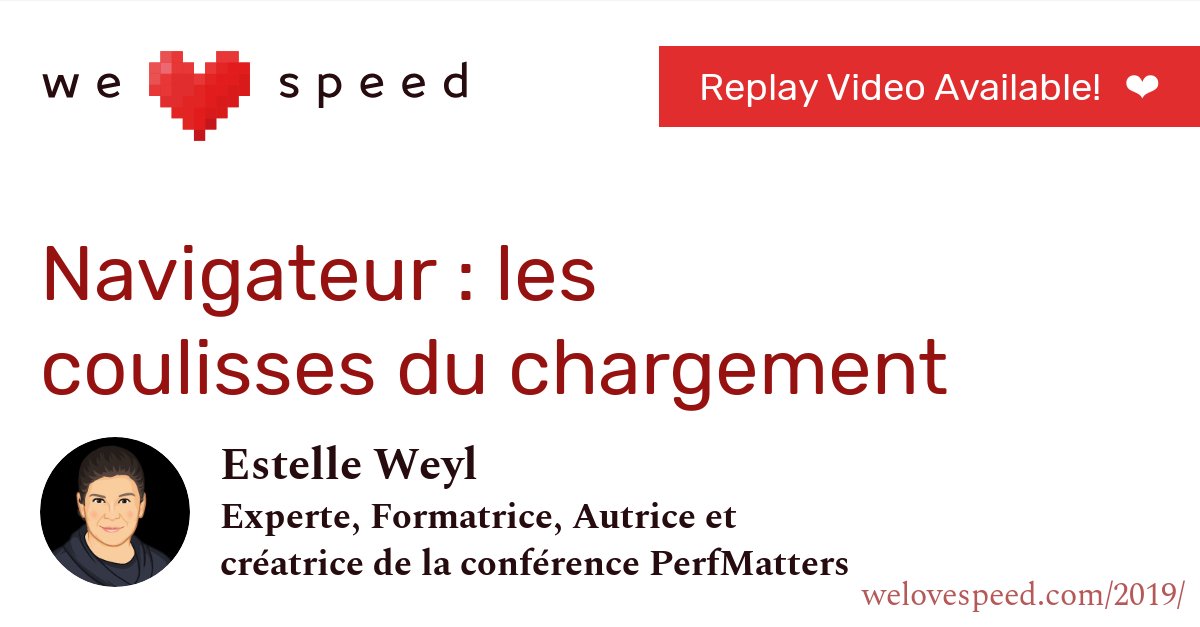 we speed
Replay Video Available! ❤
Navigateur : les
coulisses du chargement
Estelle Weyl
Experte, Formatrice, Autrice et
créatrice de la conférence PerfMatters
welovespeed.com/2019/